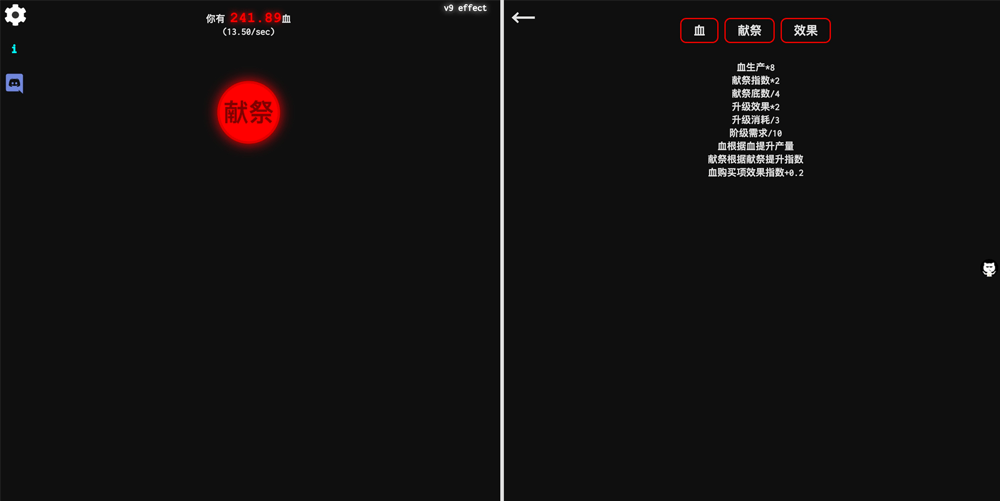 i
你有 241.89血
(13.50/sec)
v9 effect
献祭
血
献祭
效果
血生产*8
献祭指数*2
献祭底数/4
升级效果*2
升级消耗/3
阶级需求/10
血根据血提升产量
献祭根据献祭提升指数
血购买项效果指数+0.2